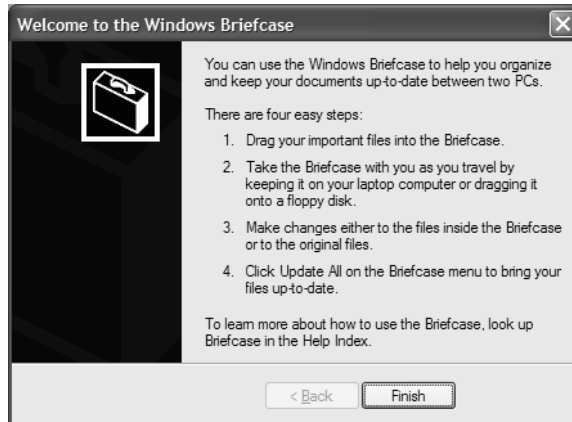 Welcome to the Windows Briefcase
You can use the Windows Briefcase to help you organize
and keep your documents up-to-date between two PCs.
There are four easy steps:
1. Drag your important files into the Briefcase.
2. Take the Briefcase with you as you travel by
keeping it on your laptop computer or dragging it
onto a floppy disk.
3. Make changes either to the files inside the Briefcase
or to the original files.
4. Click Update All on the Briefcase menu to bring your
files up-to-date.
To learn more about how to use the Briefcase, look up
Briefcase in the Help Index.
< Back Finish